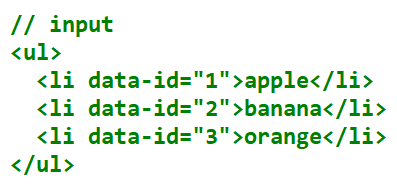 // input
<ul>
  <li data-id="1">apple</li>
  <li data-id="2">banana</li>
  <li data-id="3">orange</li>
</ul>